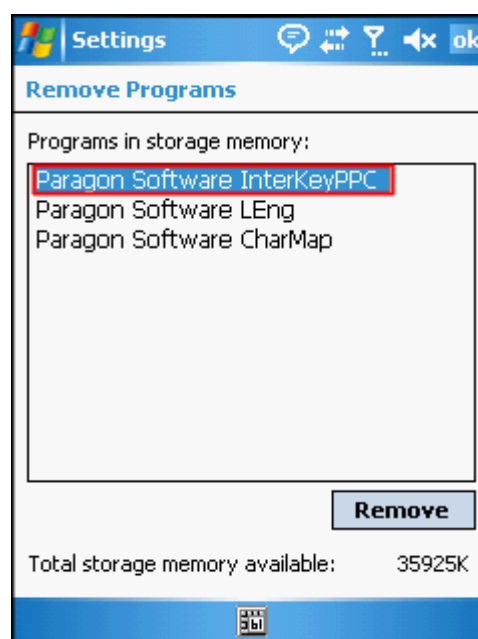 Settings ok
Remove Programs
Programs in storage memory:
Paragon Software InterKeyPPC
Paragon Software LEng
Paragon Software CharMap
Remove
Total storage memory available: 35925K